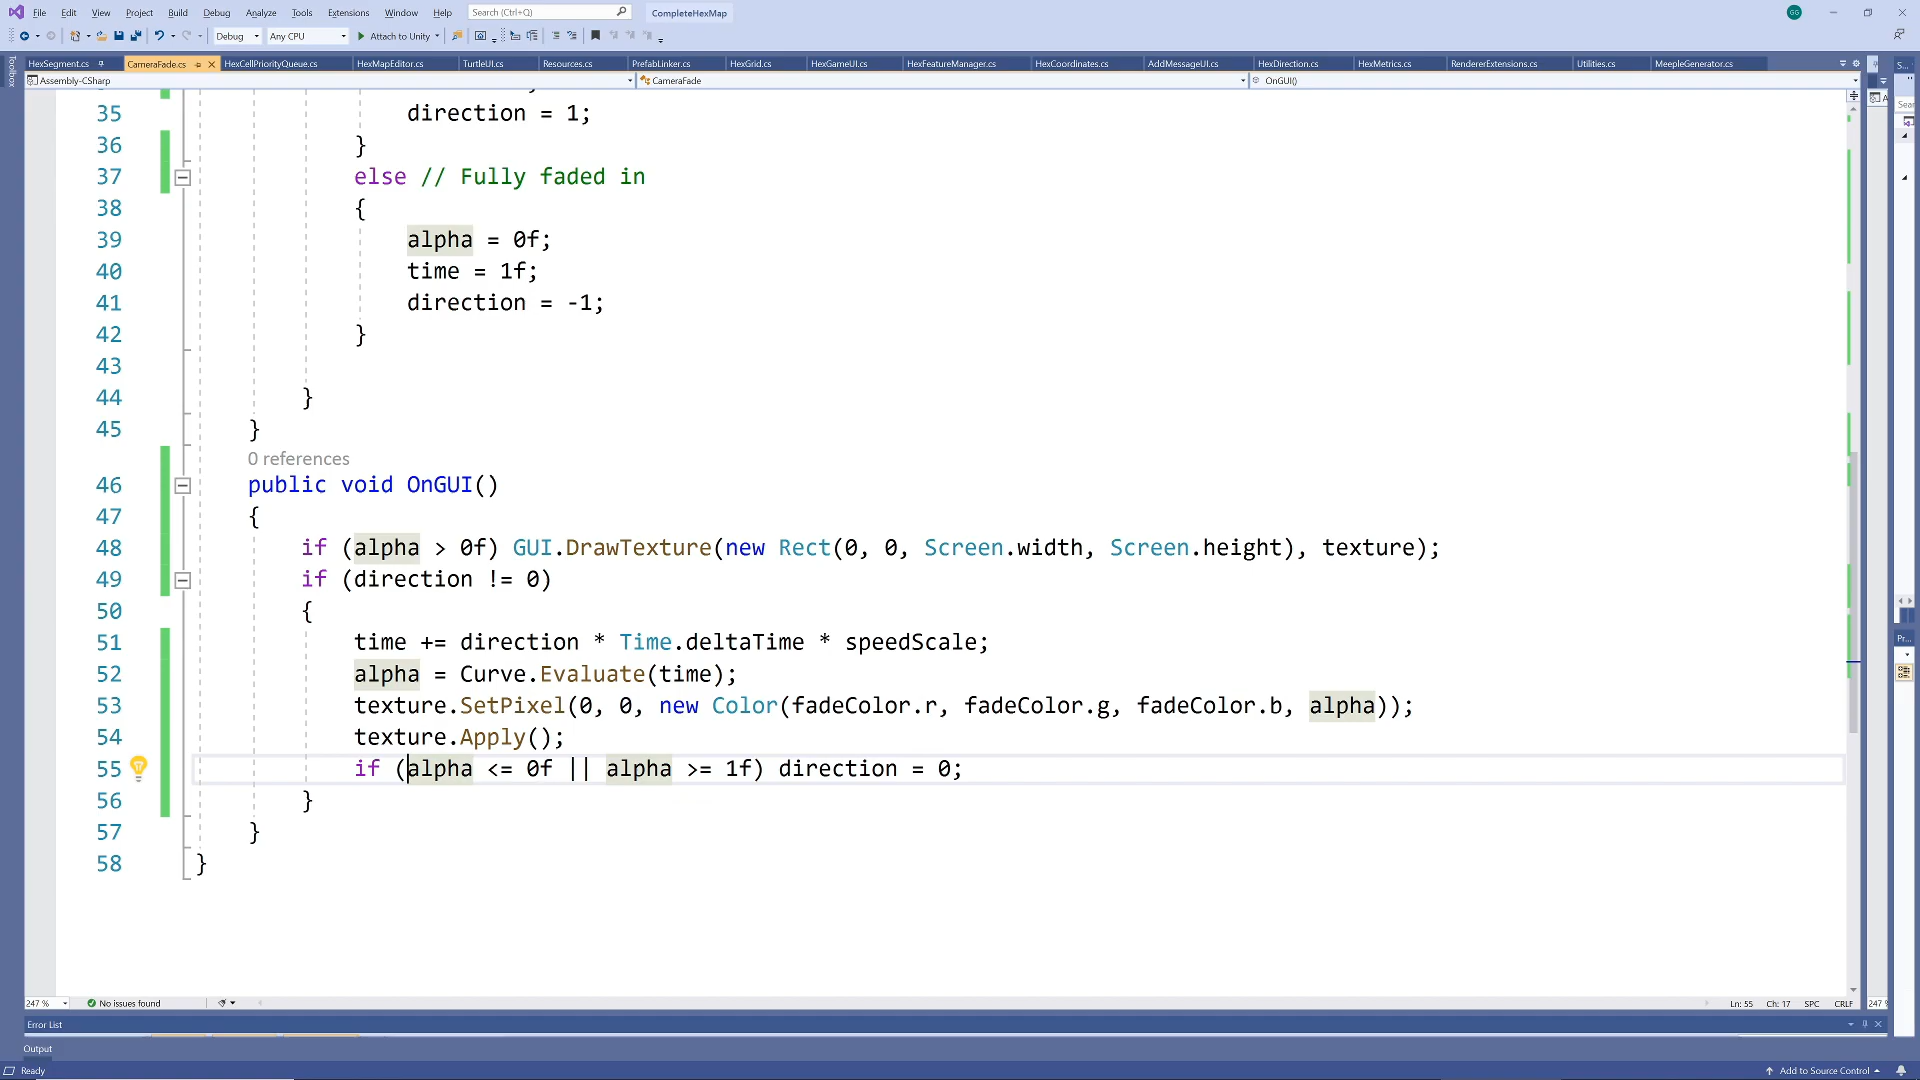 File Edit View Project Build Debug Analyze Tools Extensions Window Help Search (Ctrl+Q) CompleteHexMap GG
Debug Any CPU Attach to Unity
HexSegment.cs CameraFade.cs HexCellPriorityQueue.cs HexMapEditor.cs TurtleUI.cs Resources.cs PrefabLinker.cs HexGrid.cs HexGameUI.cs HexFeatureManager.cs HexCoordinates.cs AddMessageUI.cs HexDirection.cs HexMetrics.cs RendererExtensions.cs Utilities.cs MeepleGenerator.cs
Toolbox
Assembly-CSharp CameraFade OnGUI()
35 direction = 1;
36 }
37 else // Fully faded in
38 {
39 alpha = 0f;
40 time = 1f;
41 direction = -1;
42 }
43
44 }
45 }
0 references
46 public void OnGUI()
47 {
48 if (alpha > 0f) GUI.DrawTexture(new Rect(0, 0, Screen.width, Screen.height), texture);
49 if (direction != 0)
50 {
51 time += direction * Time.deltaTime * speedScale;
52 alpha = Curve.Evaluate(time);
53 texture.SetPixel(0, 0, new Color(fadeColor.r, fadeColor.g, fadeColor.b, alpha));
54 texture.Apply();
55 if (alpha <= 0f || alpha >= 1f) direction = 0;
56 }
57 }
58 }
247 % No issues found Ln: 55 Ch: 17 SPC CRLF 247 %
Error List
Output
Ready Add to Source Control